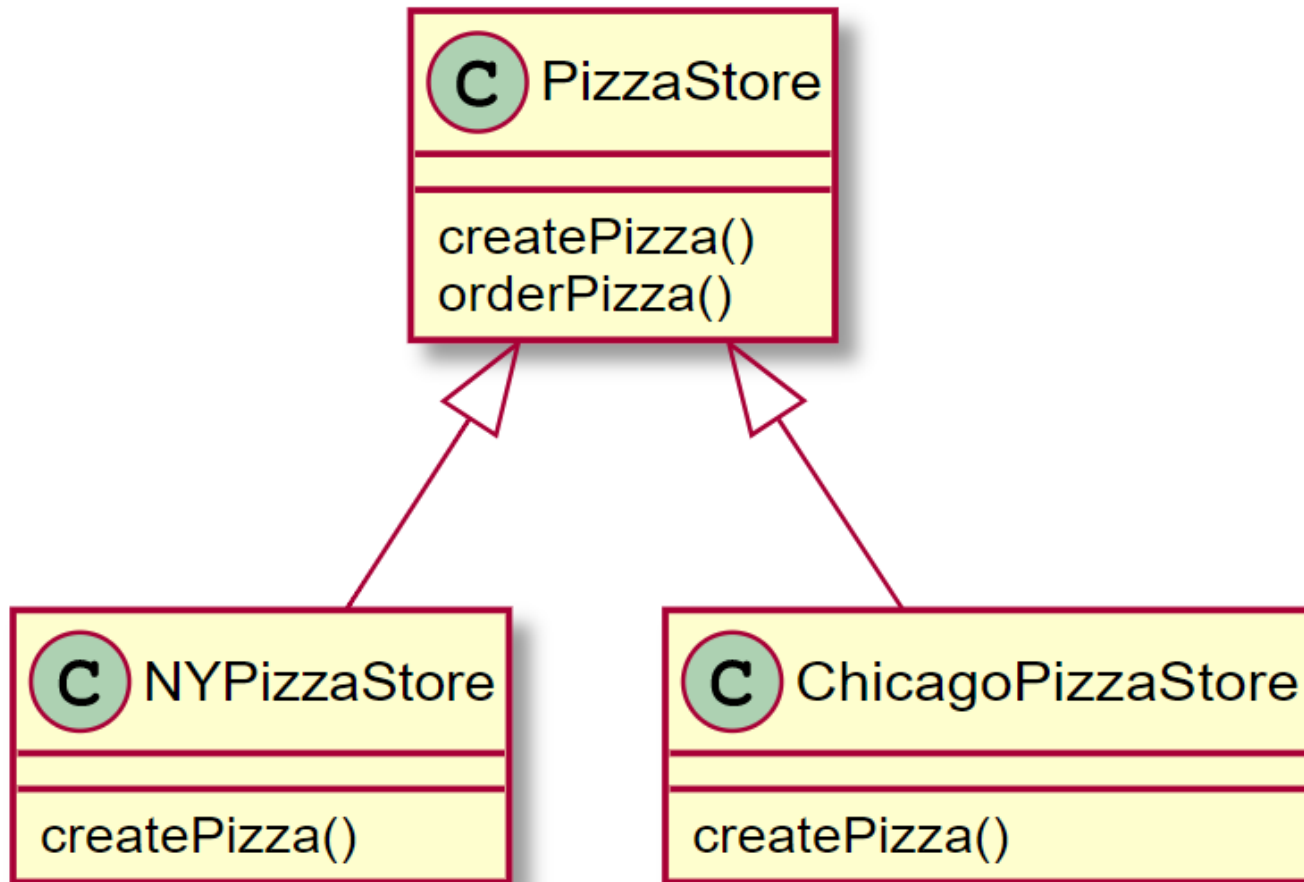 C PizzaStore
createPizza()
orderPizza()
C NYPizzaStore
createPizza()
C ChicagoPizzaStore
createPizza()